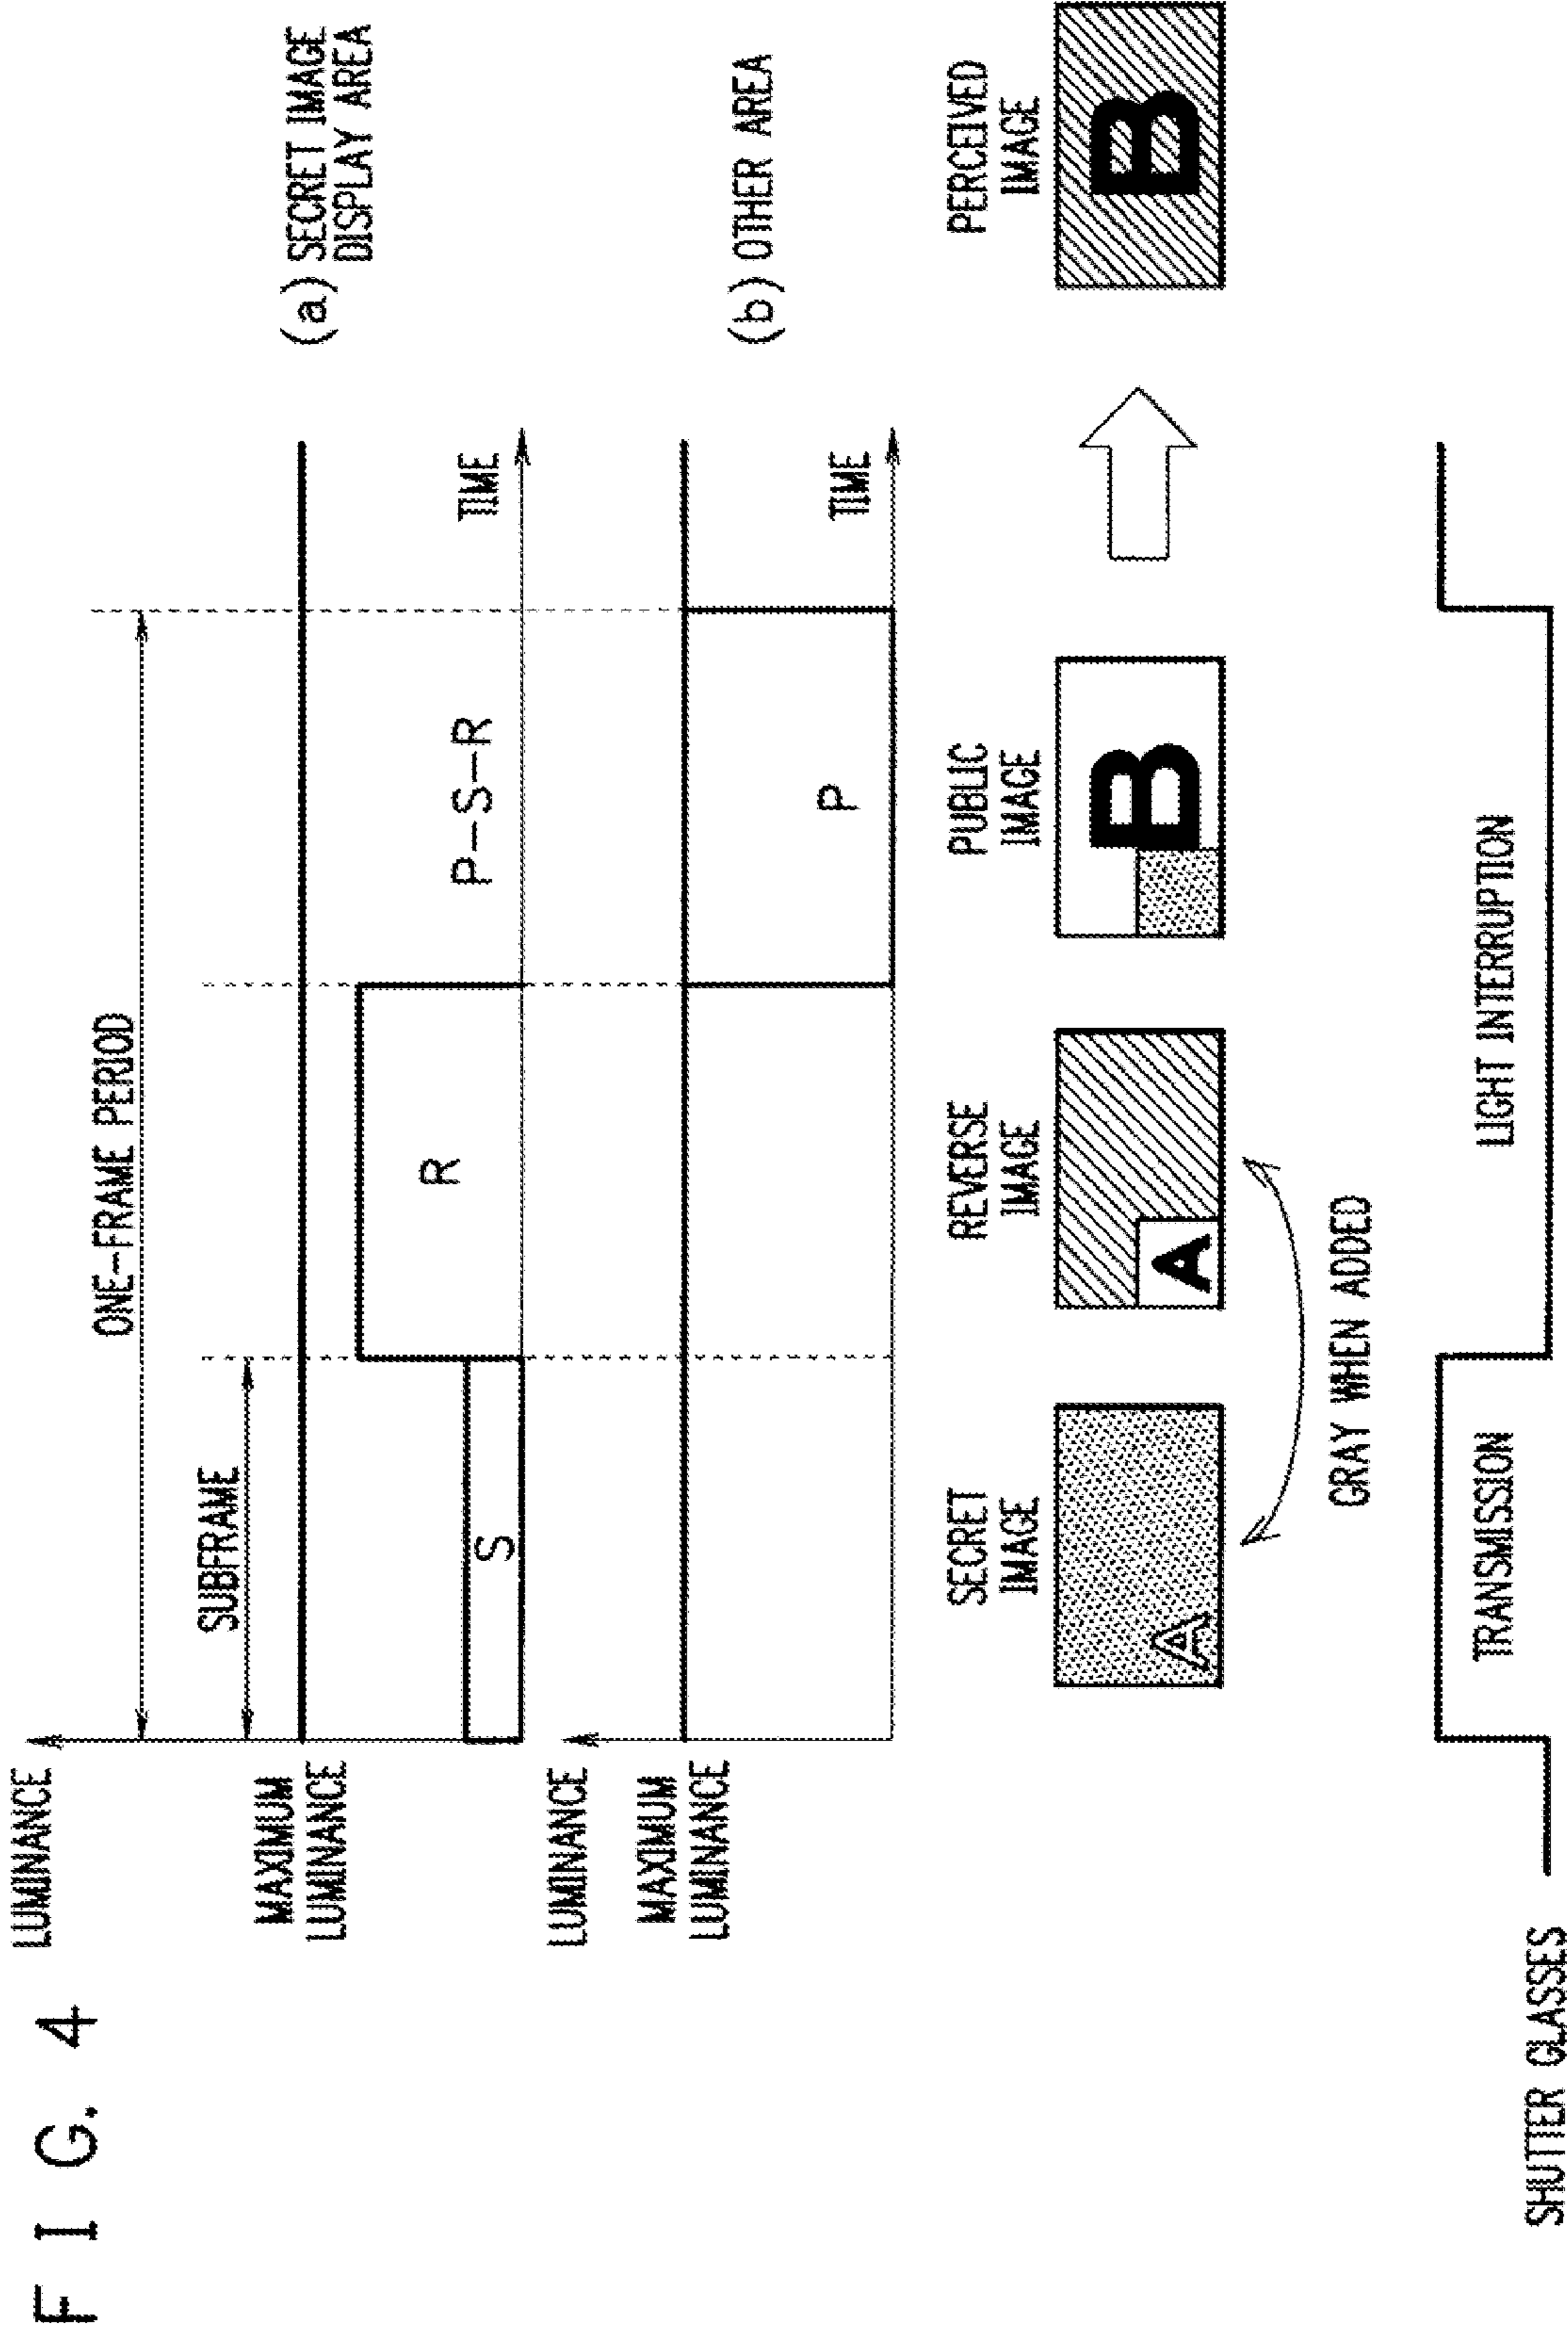 FIG. 4
LUMINANCE
ONE-FRAME PERIOD
SUBFRAME
MAXIMUM
LUMINANCE
S
R
P-S-R
TIME
(a) SECRET IMAGE
DISPLAY AREA
LUMINANCE
MAXIMUM
LUMINANCE
P
TIME
(b) OTHER AREA
SECRET
IMAGE
REVERSE
IMAGE
PUBLIC
IMAGE
PERCEIVED
IMAGE
A
A
B
B
GRAY WHEN ADDED
SHUTTER GLASSES
TRANSMISSION
LIGHT INTERRUPTION